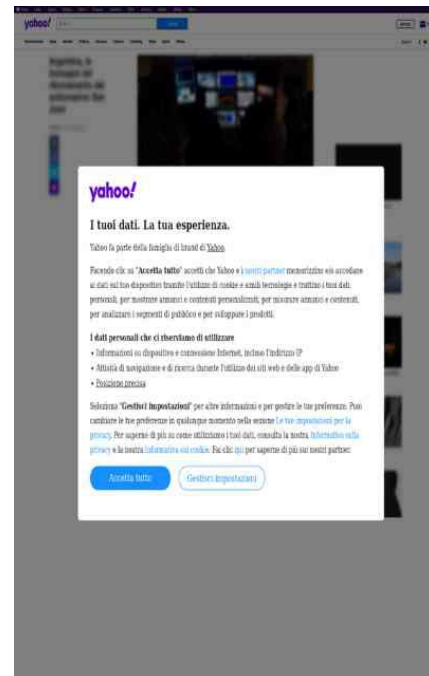 yahoo!
yahoo!
I tuoi dati. La tua esperienza.
Yahoo fa parte della famiglia di brand di Yahoo.
Facendo clic su "Accetta tutto" accetti che Yahoo e i nostri partner memorizzino e/o accedano
ai dati sul tuo dispositivo tramite l'utilizzo di cookie e simili tecnologie e trattino i tuoi dati
personali, per mostrare annunci e contenuti personalizzati, per misurare annunci e contenuti,
per analizzare i segmenti di pubblico e per sviluppare i prodotti.
I dati personali che ci riserviamo di utilizzare
• Informazioni su dispositivo e connessione Internet, incluso l'indirizzo IP
• Attività di navigazione e di ricerca durante l'utilizzo dei siti web e delle app di Yahoo
• Posizione precisa
Seleziona "Gestisci impostazioni" per altre informazioni e per gestire le tue preferenze. Puoi
cambiare le tue preferenze in qualunque momento nella sezione Le tue impostazioni per la
privacy. Per saperne di più su come utilizziamo i tuoi dati, consulta la nostra Informativa sulla
privacy e la nostra Informativa sui cookie. Fai clic qui per saperne di più sui nostri partner.
Accetta tutto
Gestisci impostazioni